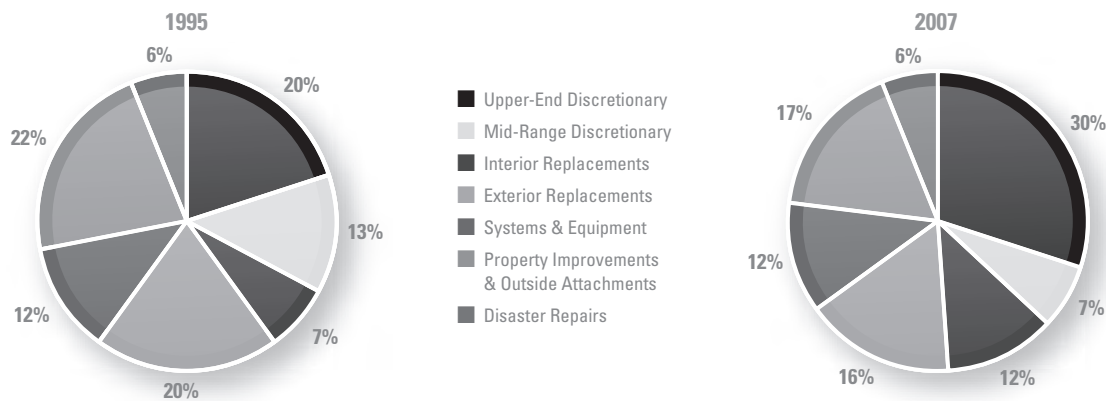 1995
6%
20%
13%
7%
20%
12%
22%
Upper-End Discretionary
Mid-Range Discretionary
Interior Replacements
Exterior Replacements
Systems & Equipment
Property Improvements
& Outside Attachments
Disaster Repairs
2007
6%
30%
7%
12%
16%
12%
17%